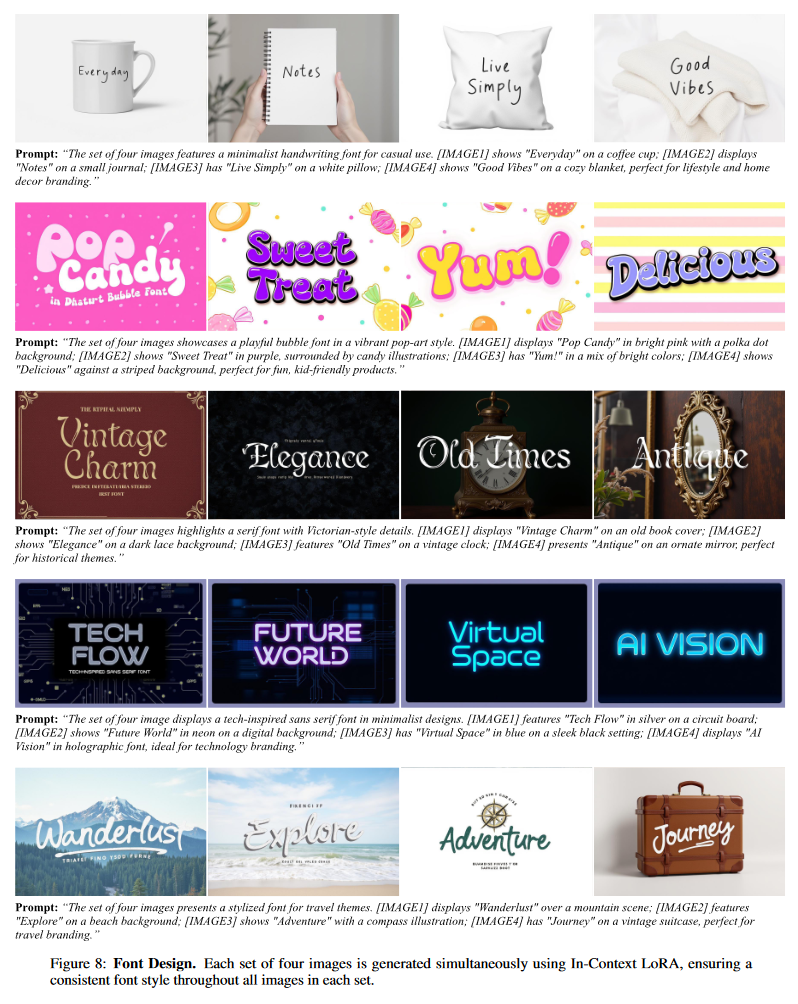 Everyday
Notes
Live
Simply
Good
Vibes
Prompt: “The set of four images features a minimalist handwriting font for casual use. [IMAGE1] shows "Everyday" on a coffee cup; [IMAGE2] displays
"Notes" on a small journal; [IMAGE3] has "Live Simply" on a white pillow; [IMAGE4] shows "Good Vibes" on a cozy blanket, perfect for lifestyle and home
decor branding.”
Pop
Candy
in Dhsturt Bubble Font
Sweet
Treat
Yum!
Delicious
Prompt: “The set of four images showcases a playful bubble font in a vibrant pop-art style. [IMAGE1] displays "Pop Candy" in bright pink with a polka dot
background; [IMAGE2] shows "Sweet Treat" in purple, surrounded by candy illustrations; [IMAGE3] has "Yum!" in a mix of bright colors; [IMAGE4] shows
"Delicious" against a striped background, perfect for fun, kid-friendly products.”
Vintage
Charm
Elegance
Old Times
Antique
Prompt: “The set of four images highlights a serif font with Victorian-style details. [IMAGE1] displays "Vintage Charm" on an old book cover; [IMAGE2]
shows "Elegance" on a dark lace background; [IMAGE3] features "Old Times" on a vintage clock; [IMAGE4] presents "Antique" on an ornate mirror, perfect
for historical themes.”
TECH
FLOW
TECH-INSPIRED SANS SERIF FONT
FUTURE
WORLD
Virtual
Space
AI VISION
Prompt: “The set of four image displays a tech-inspired sans serif font in minimalist designs. [IMAGE1] features "Tech Flow" in silver on a circuit board;
[IMAGE2] shows "Future World" in neon on a digital background; [IMAGE3] has "Virtual Space" in blue on a sleek black setting; [IMAGE4] displays "AI
Vision" in holographic font, ideal for technology branding.”
Wanderlust
Explore
Adventure
Journey
Prompt: “The set of four images presents a stylized font for travel themes. [IMAGE1] displays "Wanderlust" over a mountain scene; [IMAGE2] features
"Explore" on a beach background; [IMAGE3] shows "Adventure" with a compass illustration; [IMAGE4] has "Journey" on a vintage suitcase, perfect for
travel branding.”
Figure 8: Font Design. Each set of four images is generated simultaneously using In-Context LoRA, ensuring a
consistent font style throughout all images in each set.